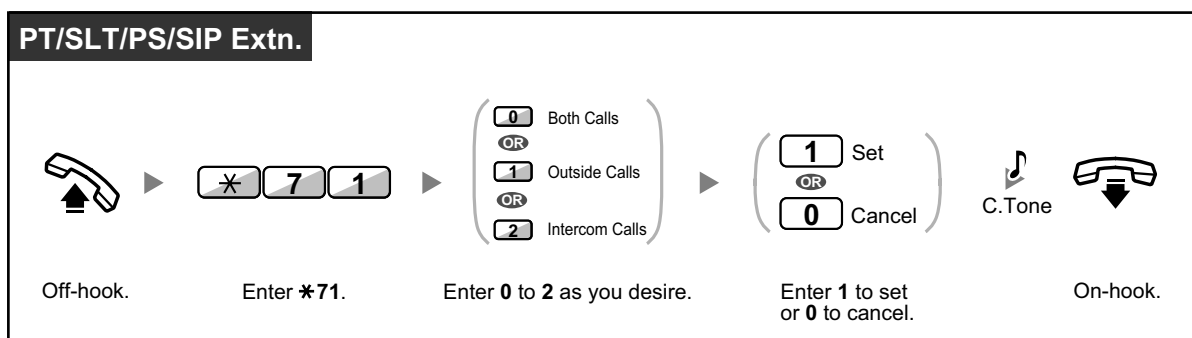 PT/SLT/PS/SIP Extn.
0 Both Calls
OR
1 Outside Calls
OR
2 Intercom Calls
1 Set
OR
0 Cancel
✳ 7 1
C.Tone
Off-hook.
Enter ✳71.
Enter 0 to 2 as you desire.
Enter 1 to set
or 0 to cancel.
On-hook.